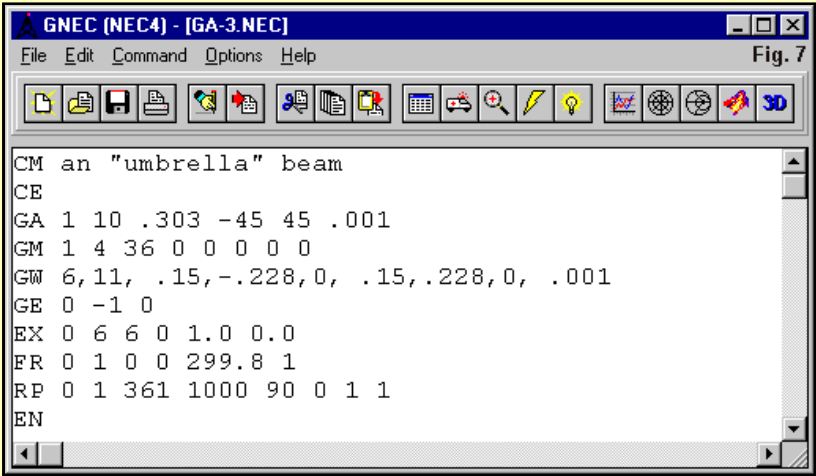 GNEC (NEC4) - [GA-3.NEC]
File Edit Command Options Help Fig. 7
3D
CM an "umbrella" beam
CE
GA 1 10 .303 -45 45 .001
GM 1 4 36 0 0 0 0 0
GW 6,11, .15,-.228,0, .15,.228,0, .001
GE 0 -1 0
EX 0 6 6 0 1.0 0.0
FR 0 1 0 0 299.8 1
RP 0 1 361 1000 90 0 1 1
EN